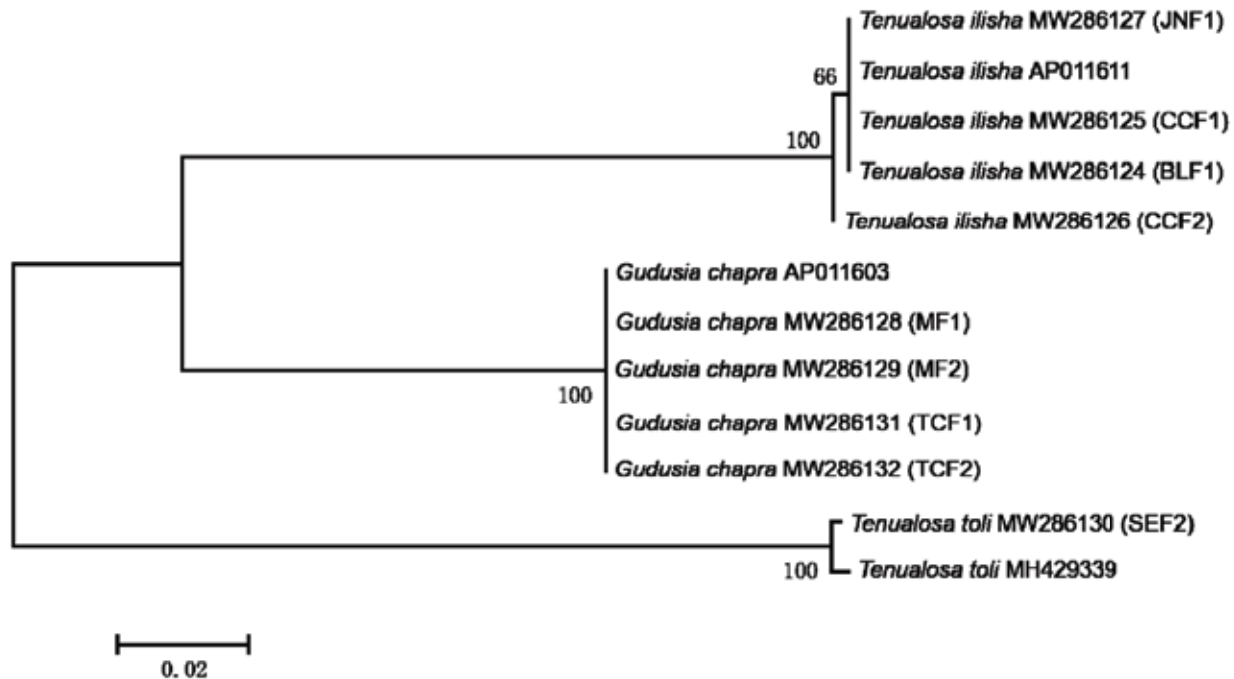 Tenualosa ilisha MW286127 (JNF1)
66
Tenualosa ilisha AP011611
Tenualosa ilisha MW286125 (CCF1)
100
Tenualosa ilisha MW286124 (BLF1)
Tenualosa ilisha MW286126 (CCF2)
Gudusia chapra AP011603
Gudusia chapra MW286128 (MF1)
Gudusia chapra MW286129 (MF2)
100
Gudusia chapra MW286131 (TCF1)
Gudusia chapra MW286132 (TCF2)
Tenualosa toli MW286130 (SEF2)
100
Tenualosa toli MH429339
0.02